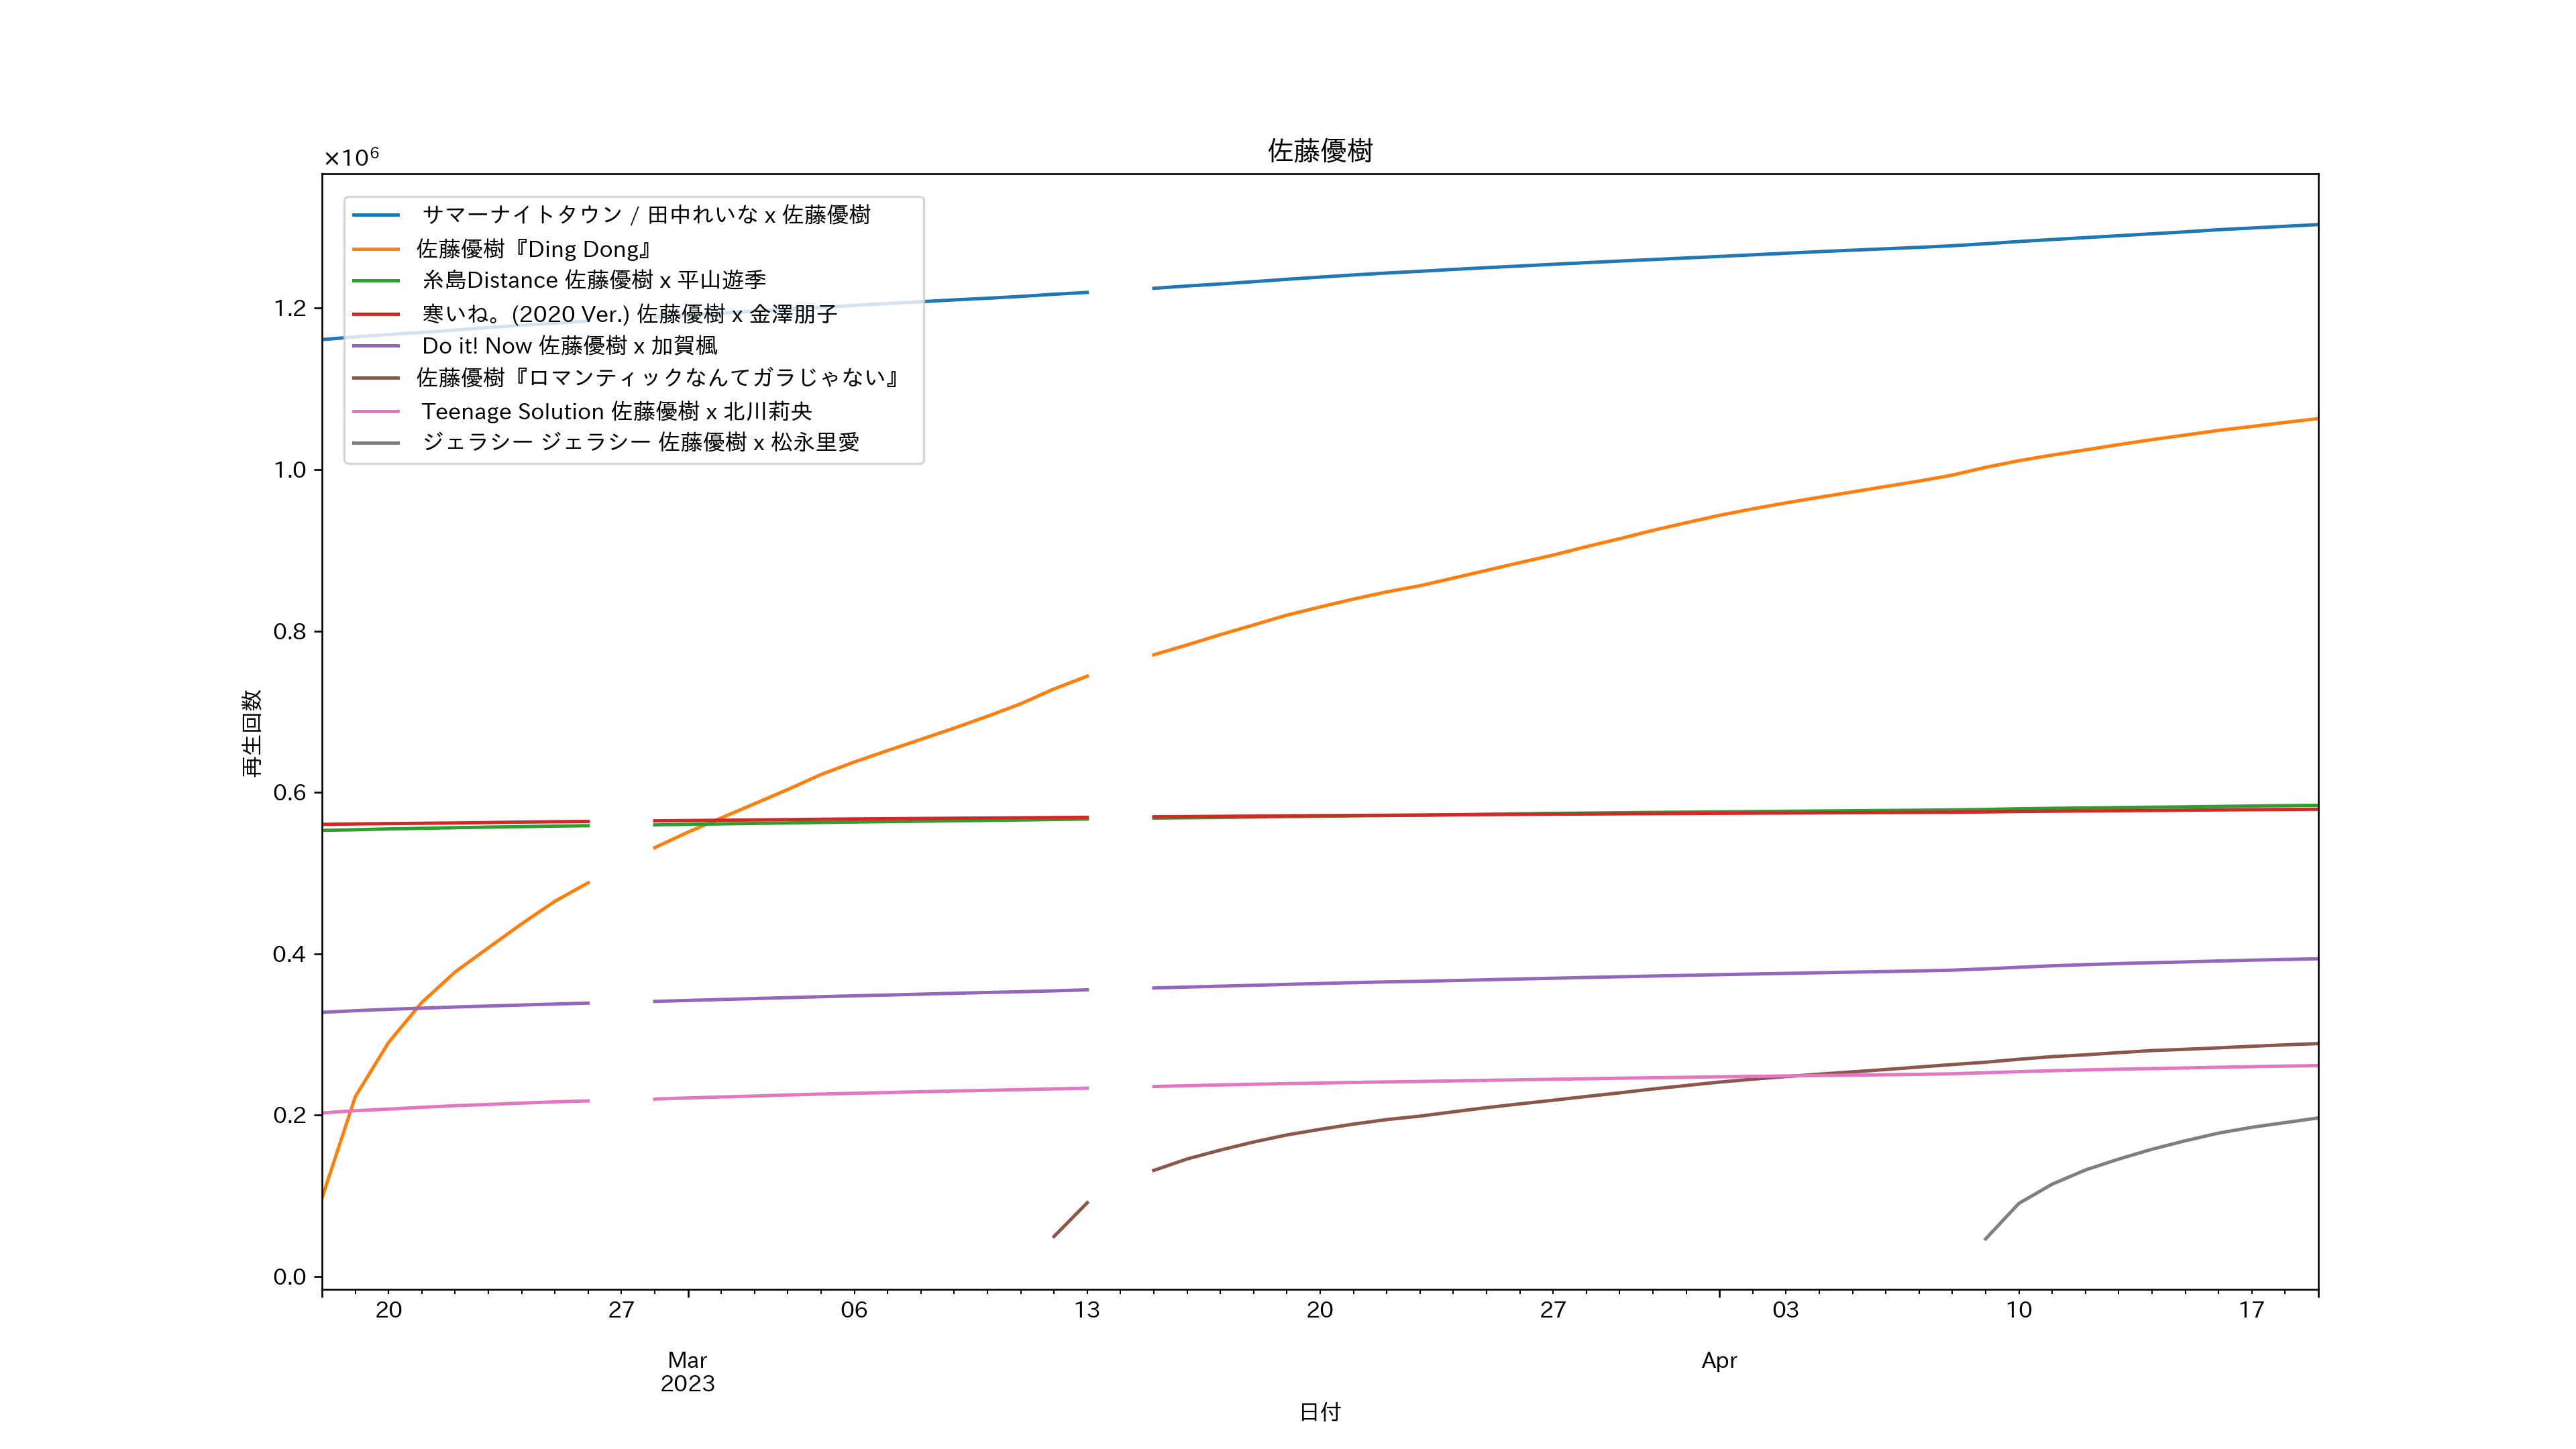 佐藤優樹
×10⁶
サマーナイトタウン / 田中れいな x 佐藤優樹
佐藤優樹『Ding Dong』
糸島Distance 佐藤優樹 x 平山遊季
寒いね。(2020 Ver.) 佐藤優樹 x 金澤朋子
Do it! Now 佐藤優樹 x 加賀楓
佐藤優樹『ロマンティックなんてガラじゃない』
Teenage Solution 佐藤優樹 x 北川莉央
ジェラシー ジェラシー 佐藤優樹 x 松永里愛
1.2
1.0
0.8
0.6
0.4
0.2
0.0
再生回数
20 27 06 13 20 27 03 10 17
Mar Apr
2023
日付